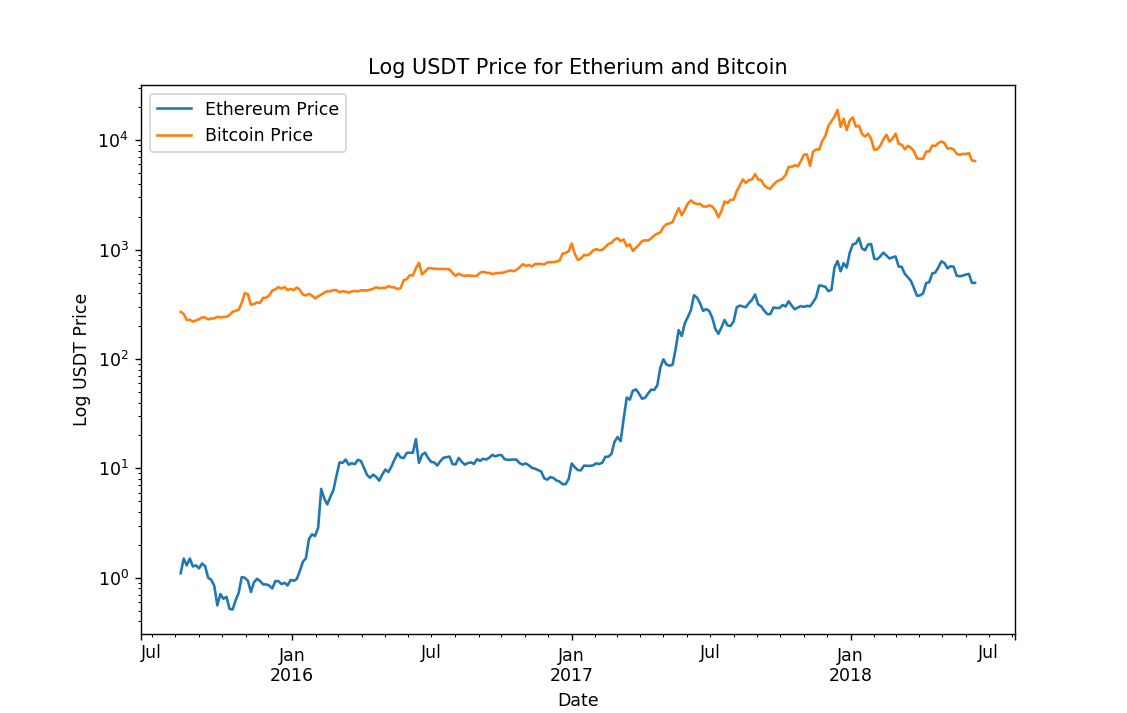 Log USDT Price for Etherium and Bitcoin
Ethereum Price
Bitcoin Price
10^4
10^3
10^2
10^1
10^0
Log USDT Price
Jul Jan Jul Jan Jul Jan Jul
2016 2017 2018
Date